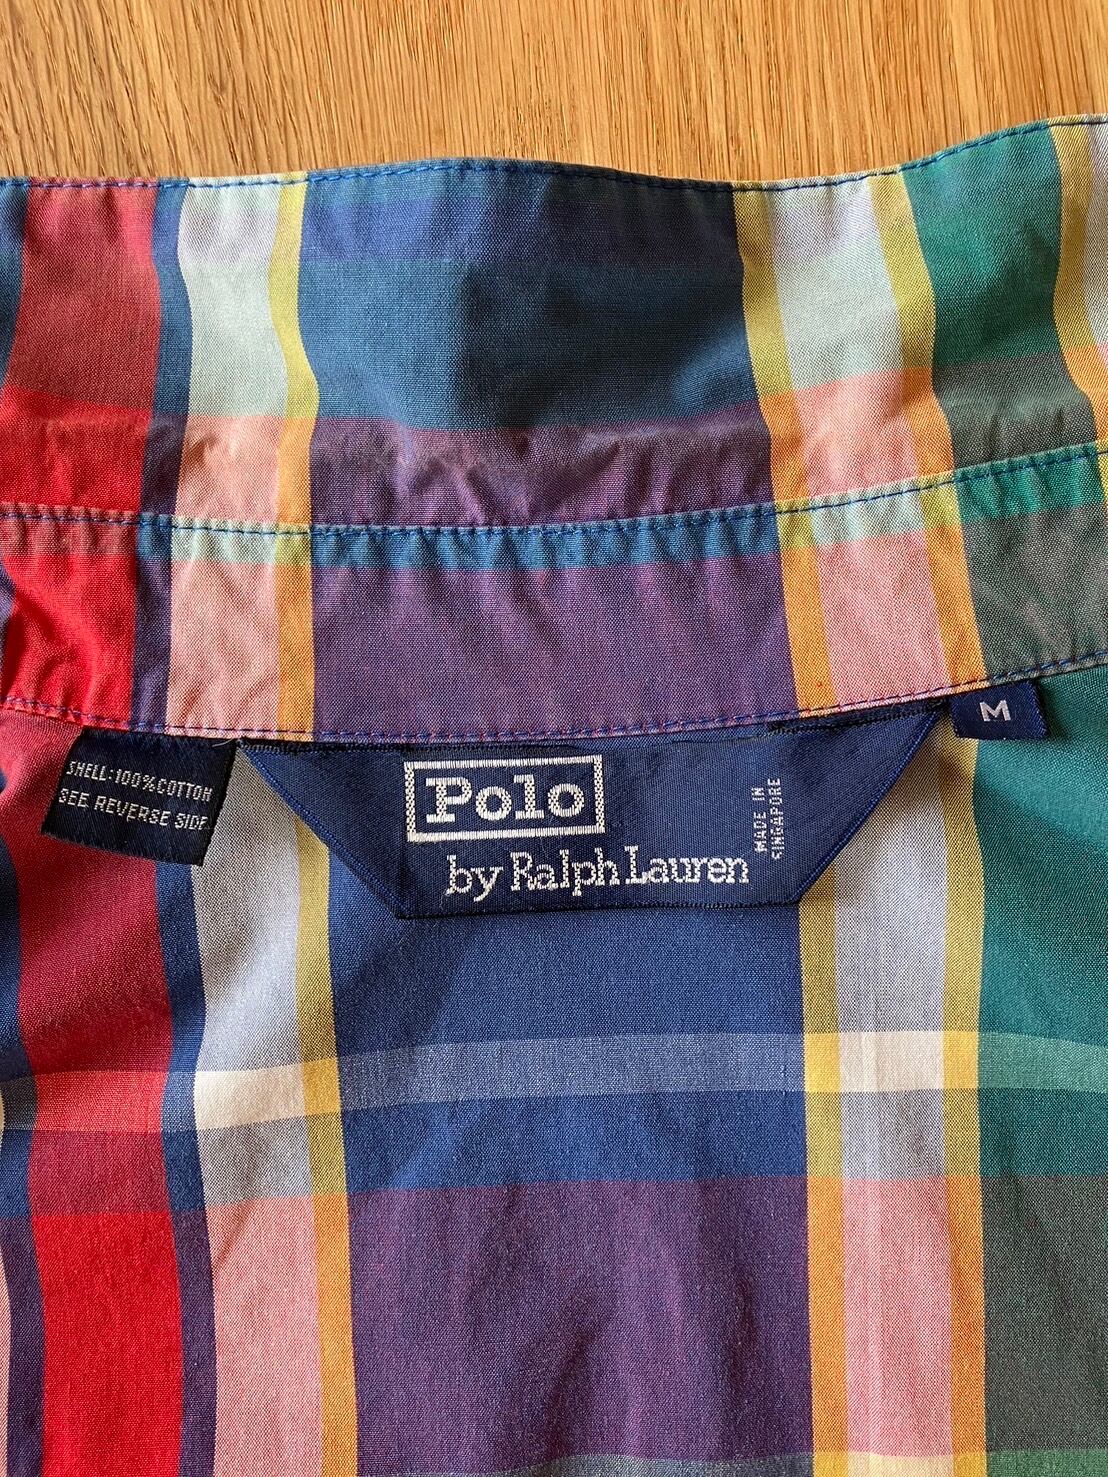 SHELL:100%COTTON
SEE REVERSE SIDE
Polo
by Ralph Lauren
MADE IN
SINGAPORE
M